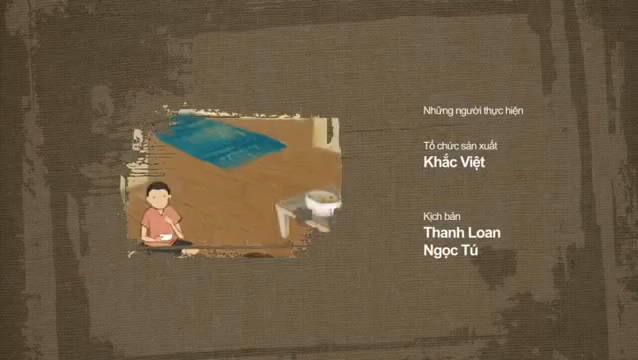 Những người thực hiện
Tổ chức sản xuất
Khắc Việt
Kịch bản
Thanh Loan
Ngọc Tú